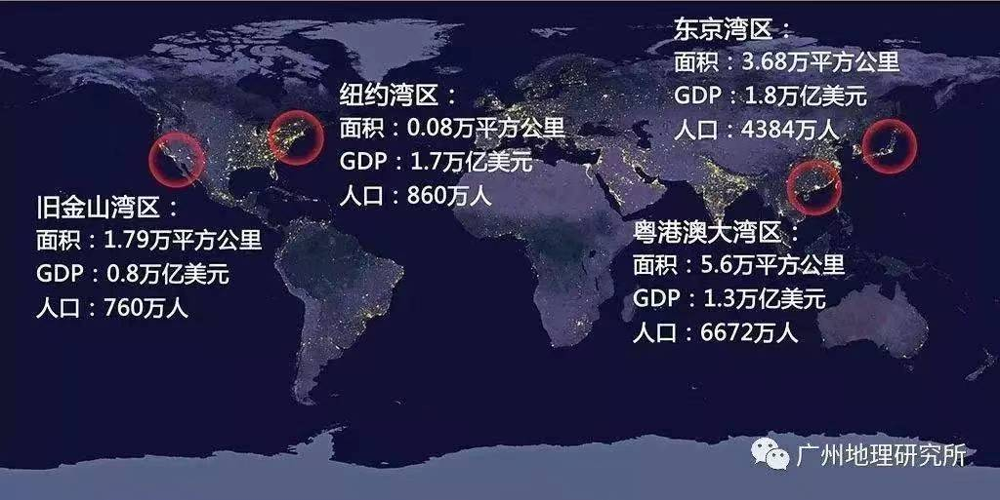 东京湾区：
面积：3.68万平方公里
GDP：1.8万亿美元
人口：4384万人
纽约湾区：
面积：0.08万平方公里
GDP：1.7万亿美元
人口：860万人
旧金山湾区：
面积：1.79万平方公里
GDP：0.8万亿美元
人口：760万人
粤港澳大湾区：
面积：5.6万平方公里
GDP：1.3万亿美元
人口：6672万人
广州地理研究所